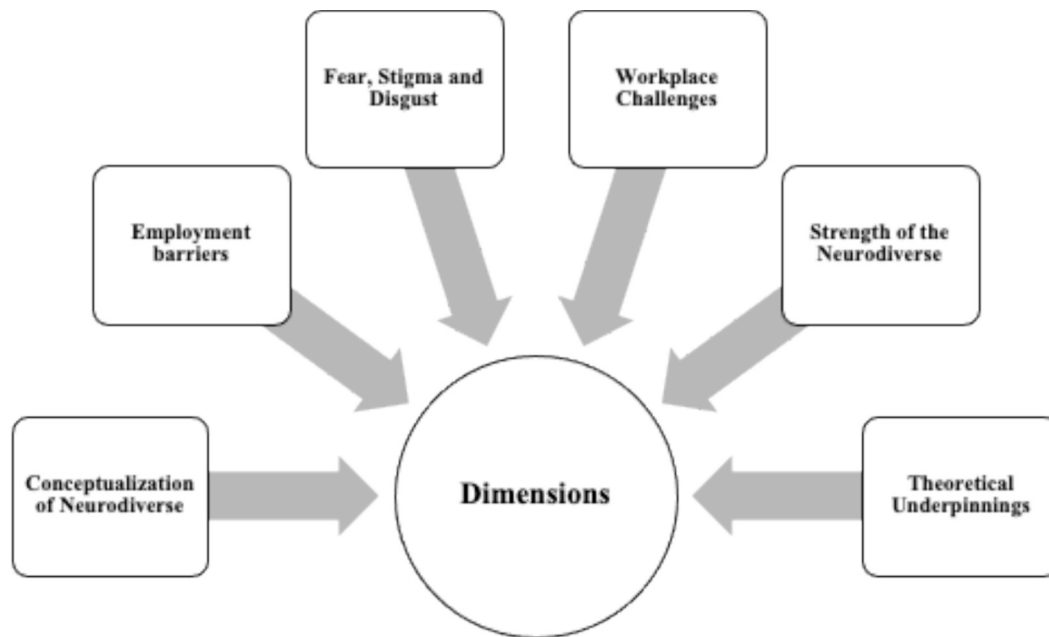 Fear, Stigma and
Disgust
Workplace
Challenges
Employment
barriers
Strength of the
Neurodiverse
Conceptualization
of Neurodiverse
Dimensions
Theoretical
Underpinnings